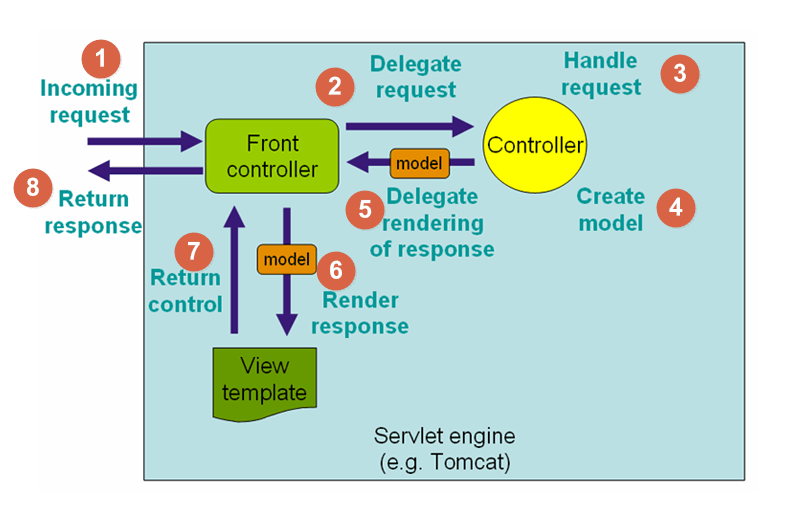 1
Incoming
request
2
Delegate
request
Handle
request
3
Front
controller
model
Controller
8
Return
response
5
Delegate
rendering
of response
Create
model
4
7
Return
control
model
6
Render
response
View
template
Servlet engine
(e.g. Tomcat)